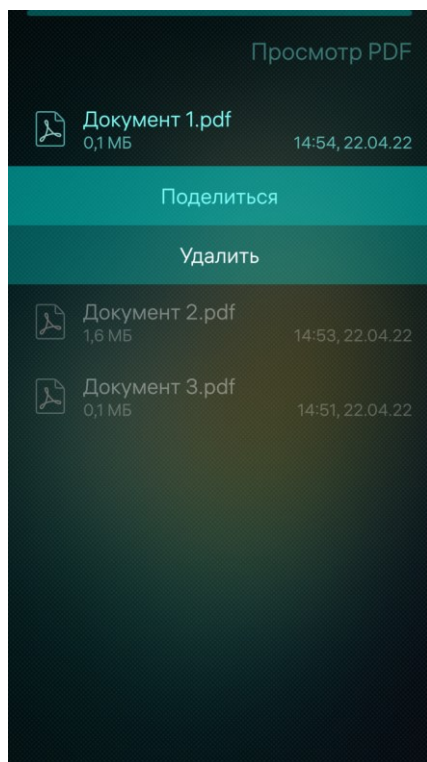 Просмотр PDF
Документ 1.pdf
0,1 МБ 14:54, 22.04.22
Поделиться
Удалить
Документ 2.pdf
1,6 МБ 14:53, 22.04.22
Документ 3.pdf
0,1 МБ 14:51, 22.04.22